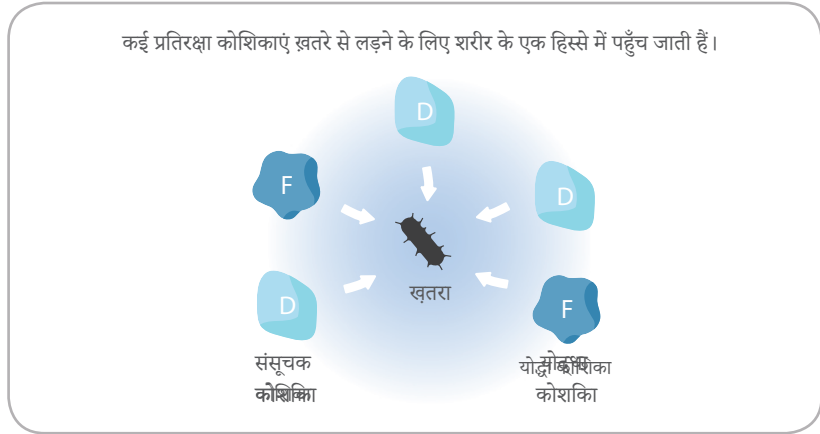 कई प्रतिरक्षा कोशिकाएं ख़तरे से लड़ने के लिए शरीर के एक हिस्से में पहुँच जाती हैं।
D
F
D
D
F
ख़तरा
संसूचक
योद्धा कोशिका
कोशिका